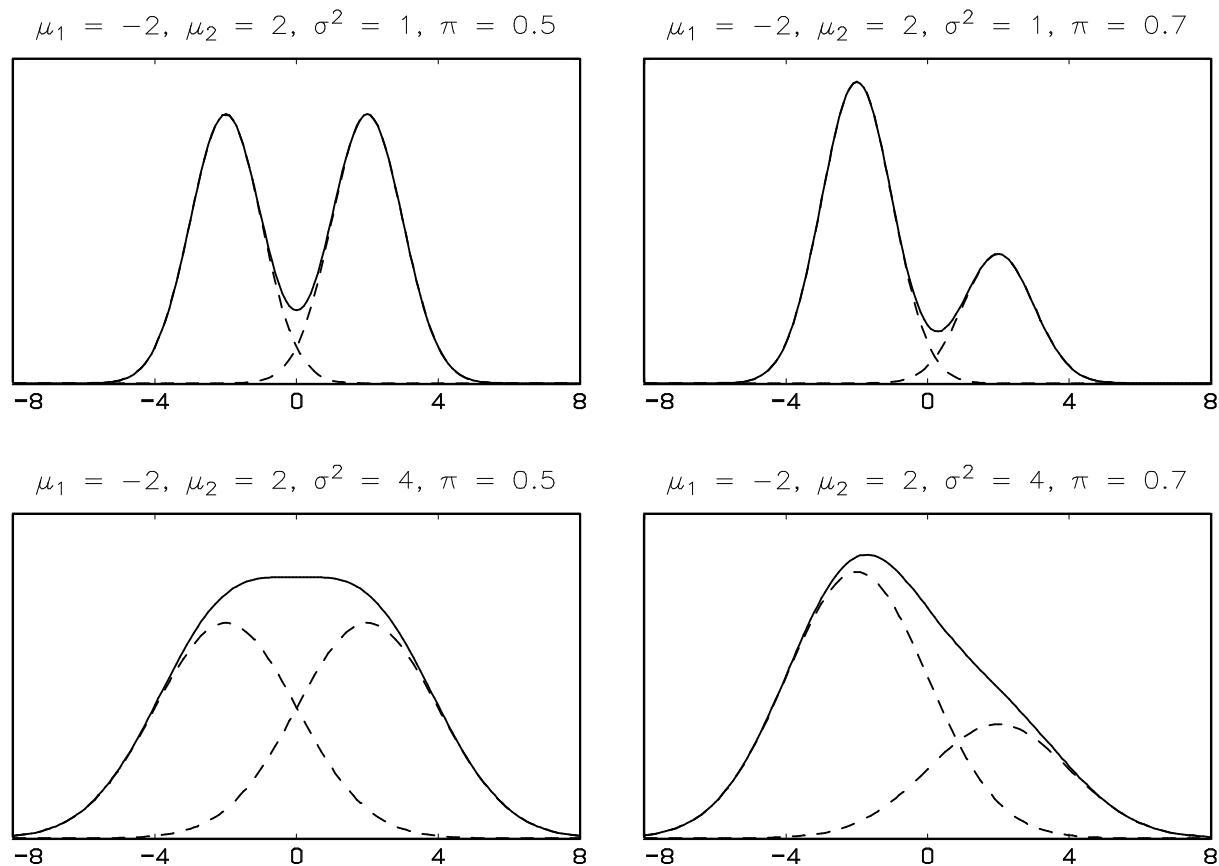 μ₁ = −2, μ₂ = 2, σ² = 1, π = 0.5
−8 −4 0 4 8
μ₁ = −2, μ₂ = 2, σ² = 1, π = 0.7
−8 −4 0 4 8
μ₁ = −2, μ₂ = 2, σ² = 4, π = 0.5
−8 −4 0 4 8
μ₁ = −2, μ₂ = 2, σ² = 4, π = 0.7
−8 −4 0 4 8